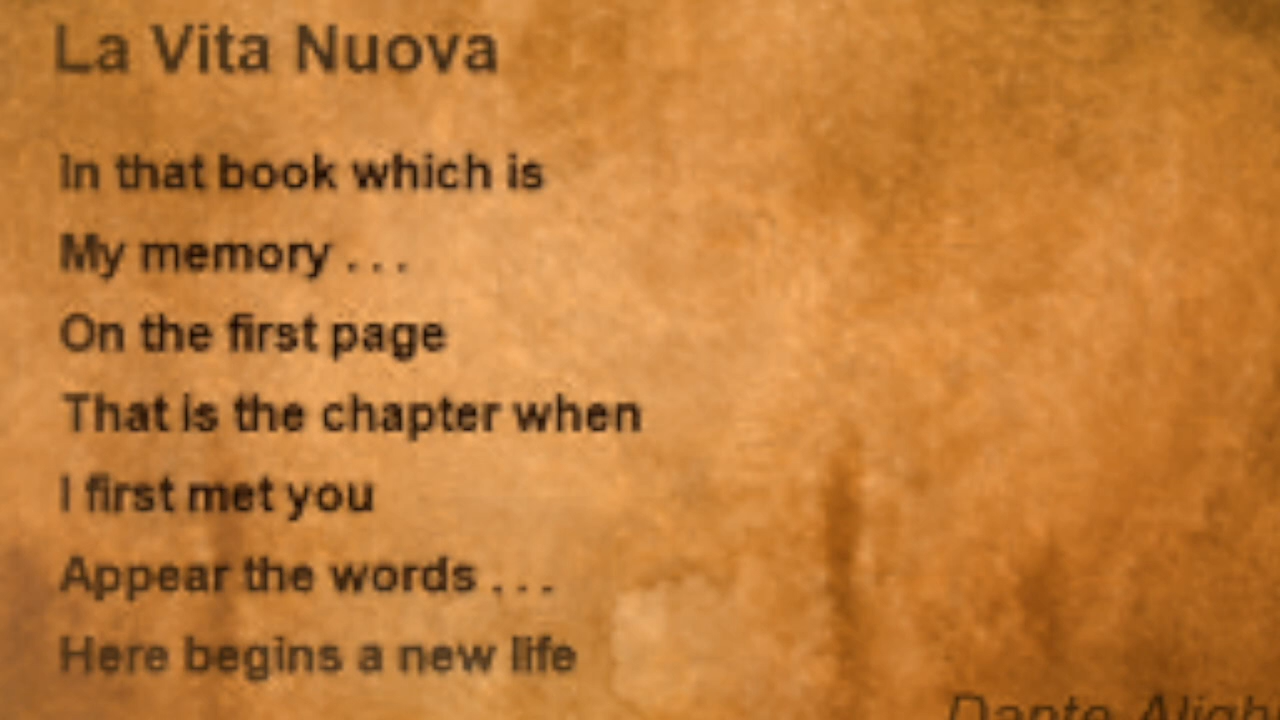 La Vita Nuova
In that book which is
My memory . . .
On the first page
That is the chapter when
I first met you
Appear the words . . .
Here begins a new life
Dante